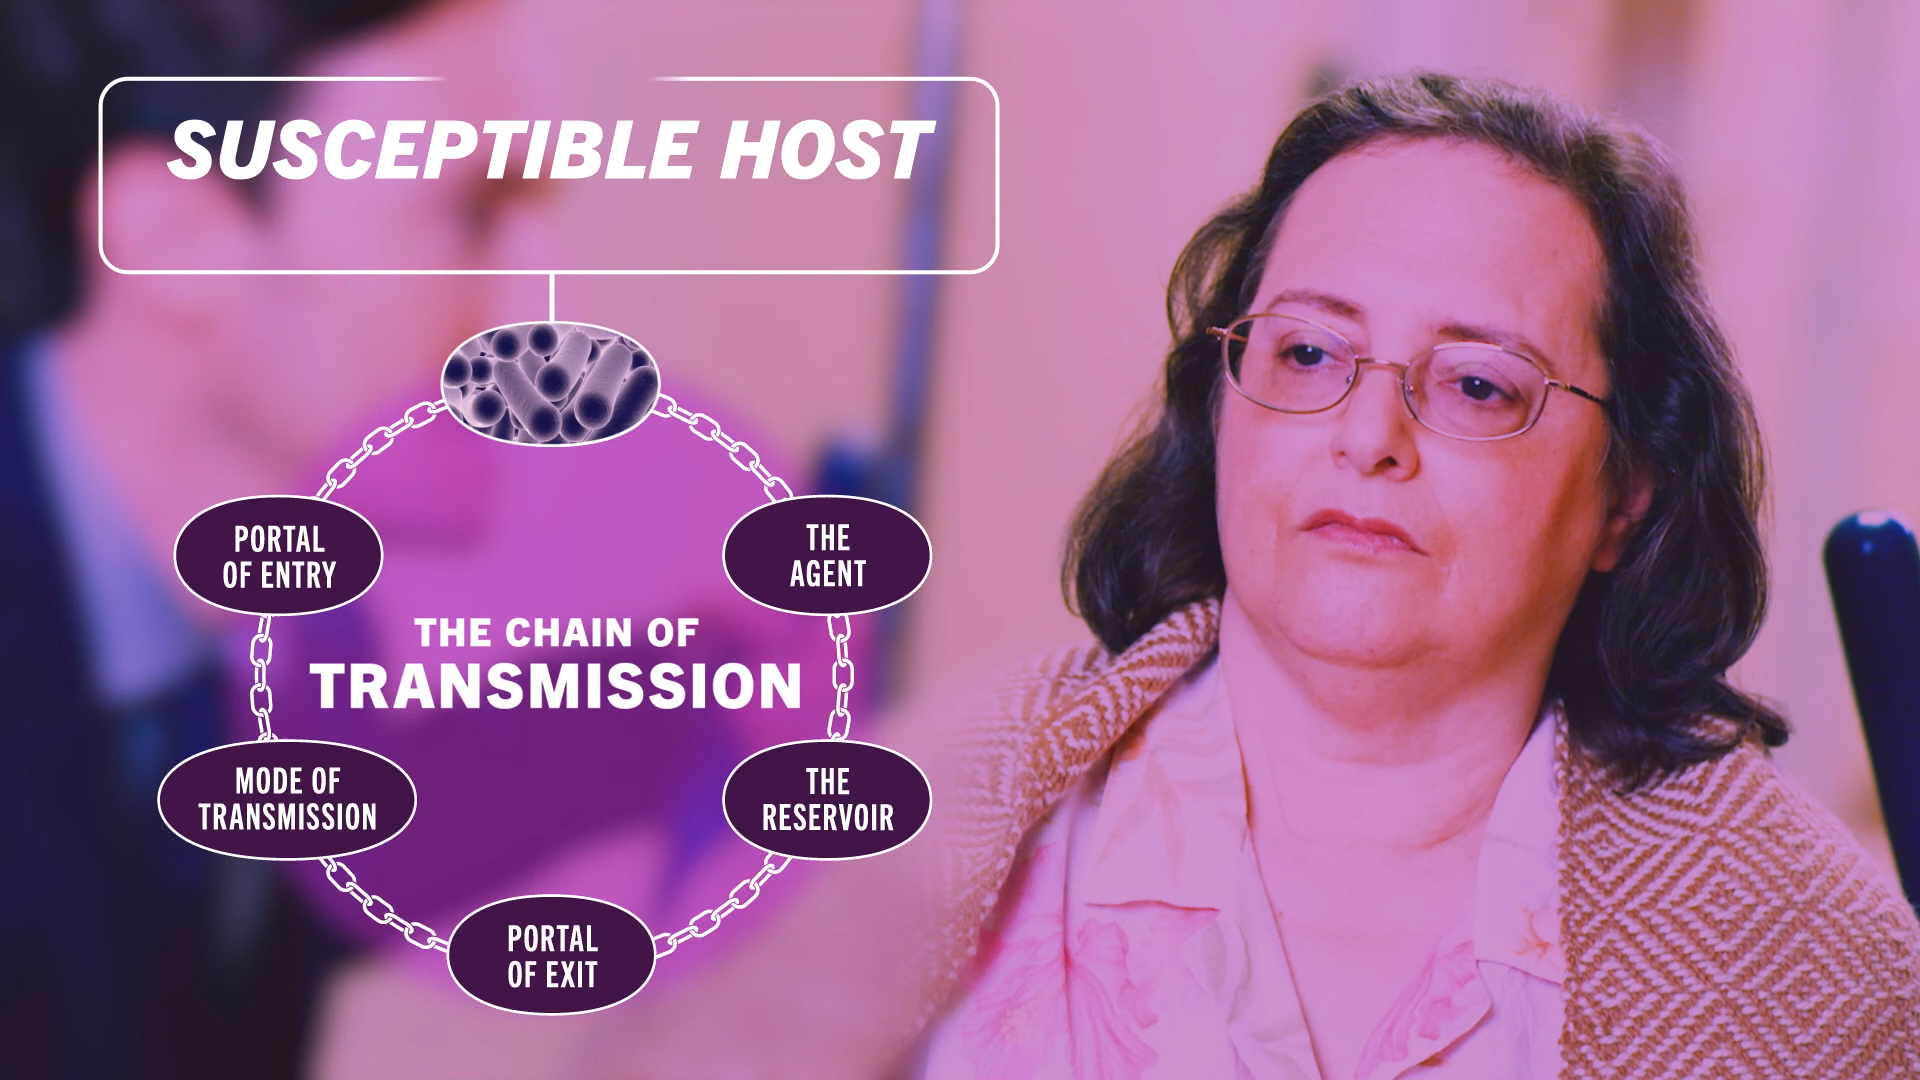 SUSCEPTIBLE HOST
PORTAL
OF ENTRY
THE
AGENT
THE CHAIN OF
TRANSMISSION
MODE OF
TRANSMISSION
THE
RESERVOIR
PORTAL
OF EXIT